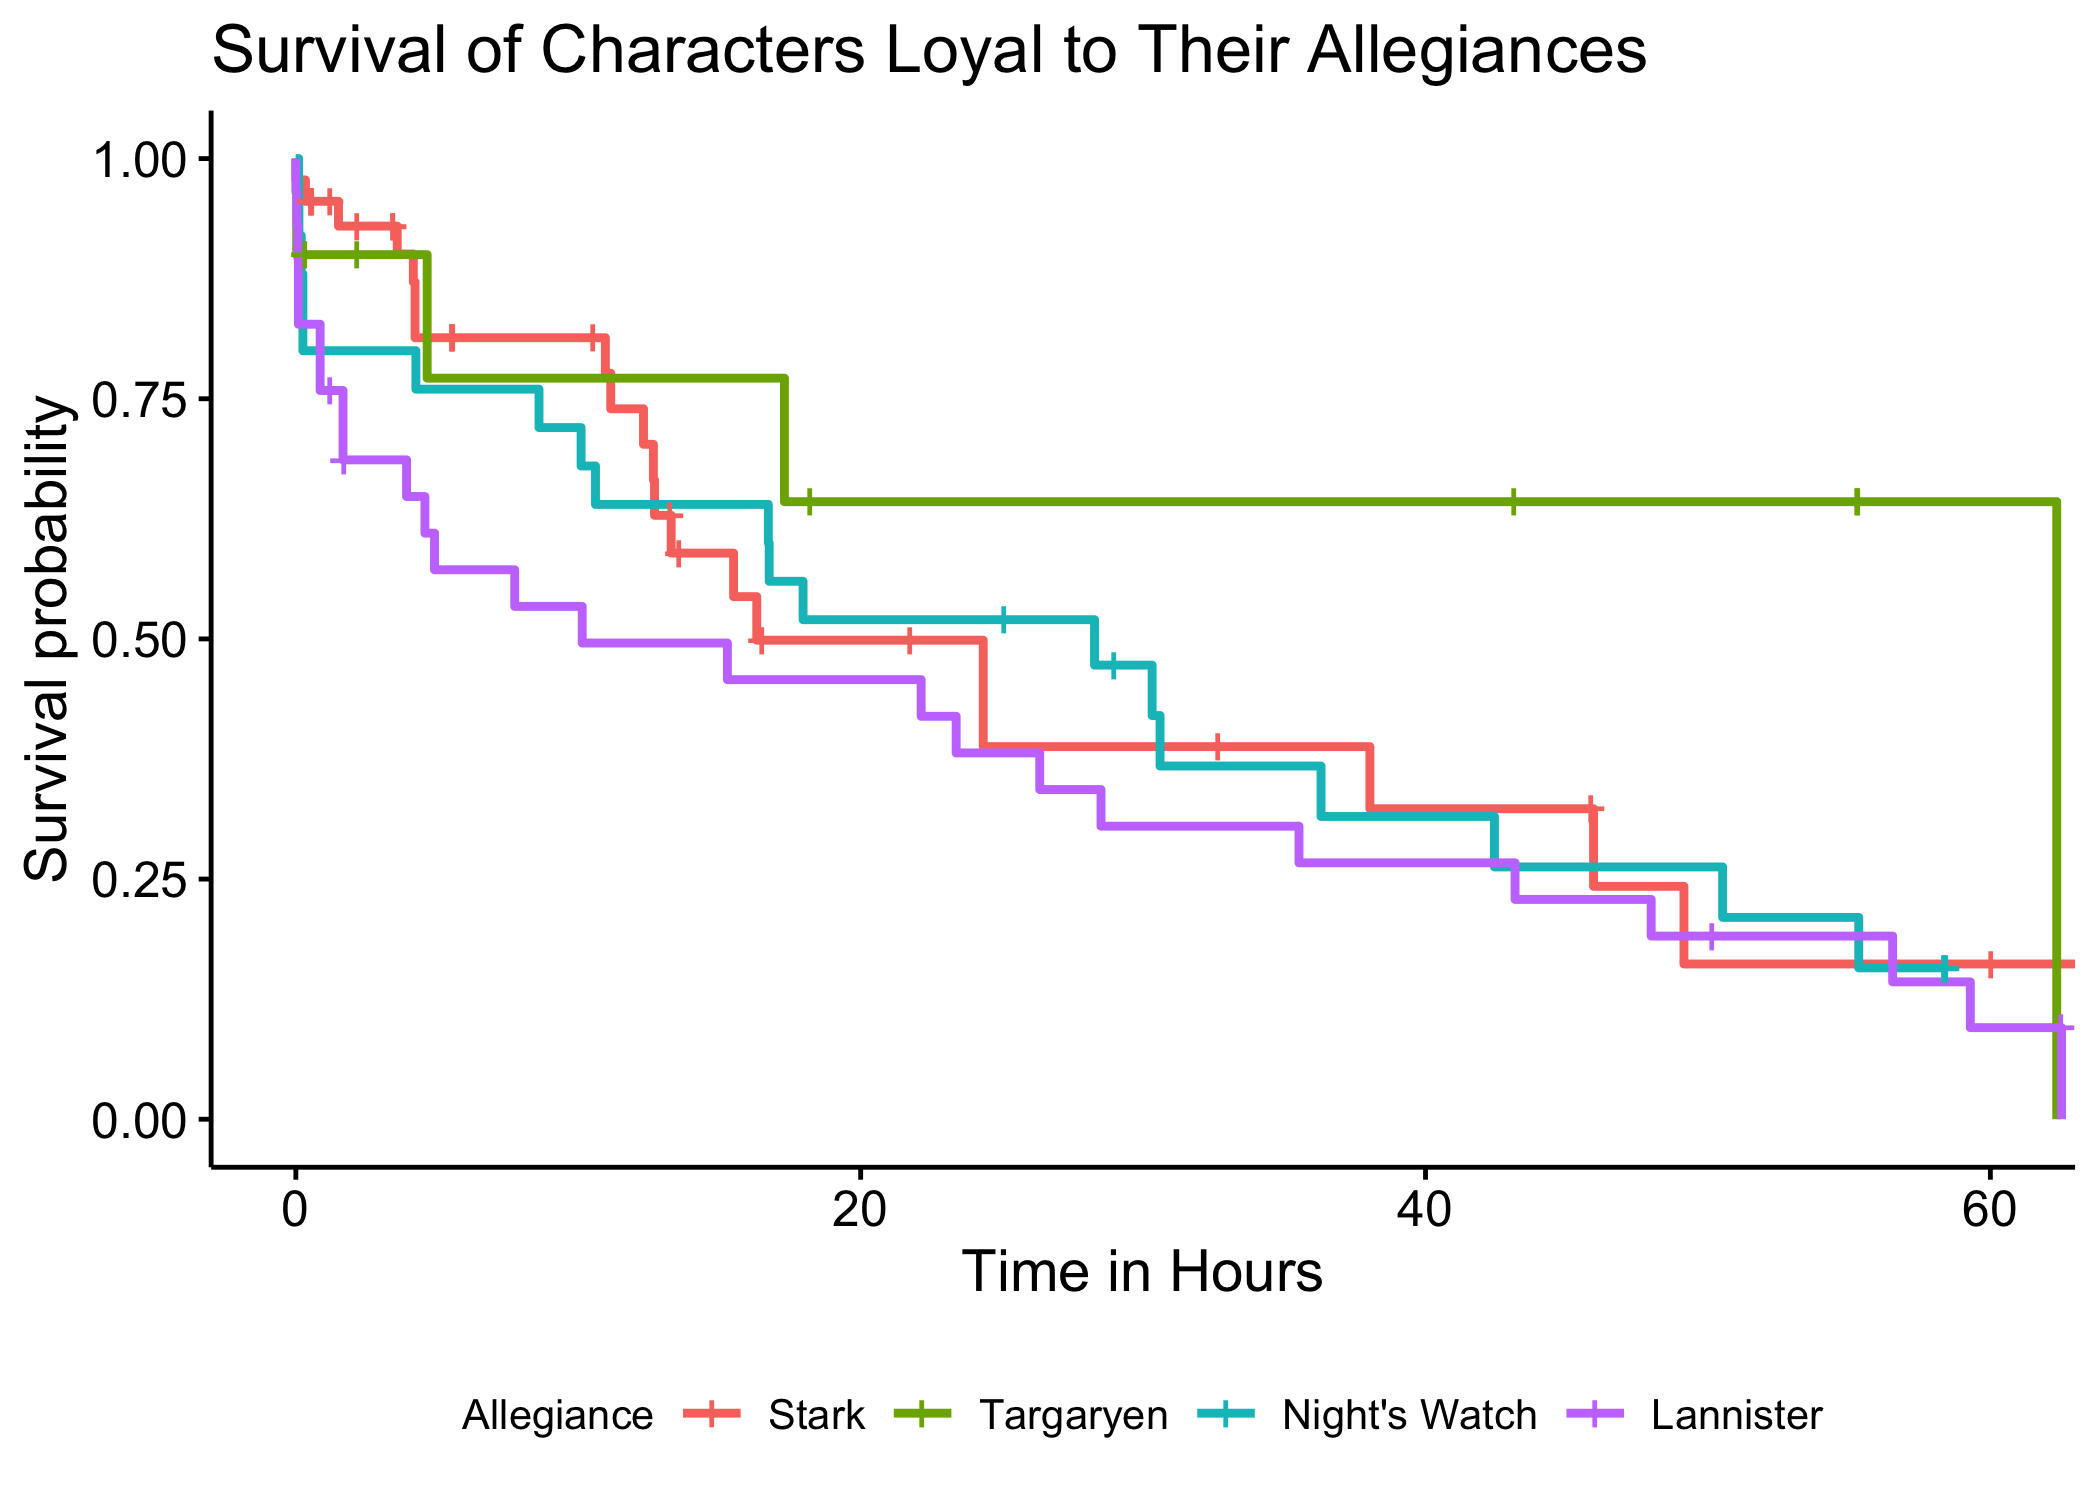 Survival of Characters Loyal to Their Allegiances
Survival probability
1.00
0.75
0.50
0.25
0.00
0 20 40 60
Time in Hours
Allegiance Stark Targaryen Night's Watch Lannister